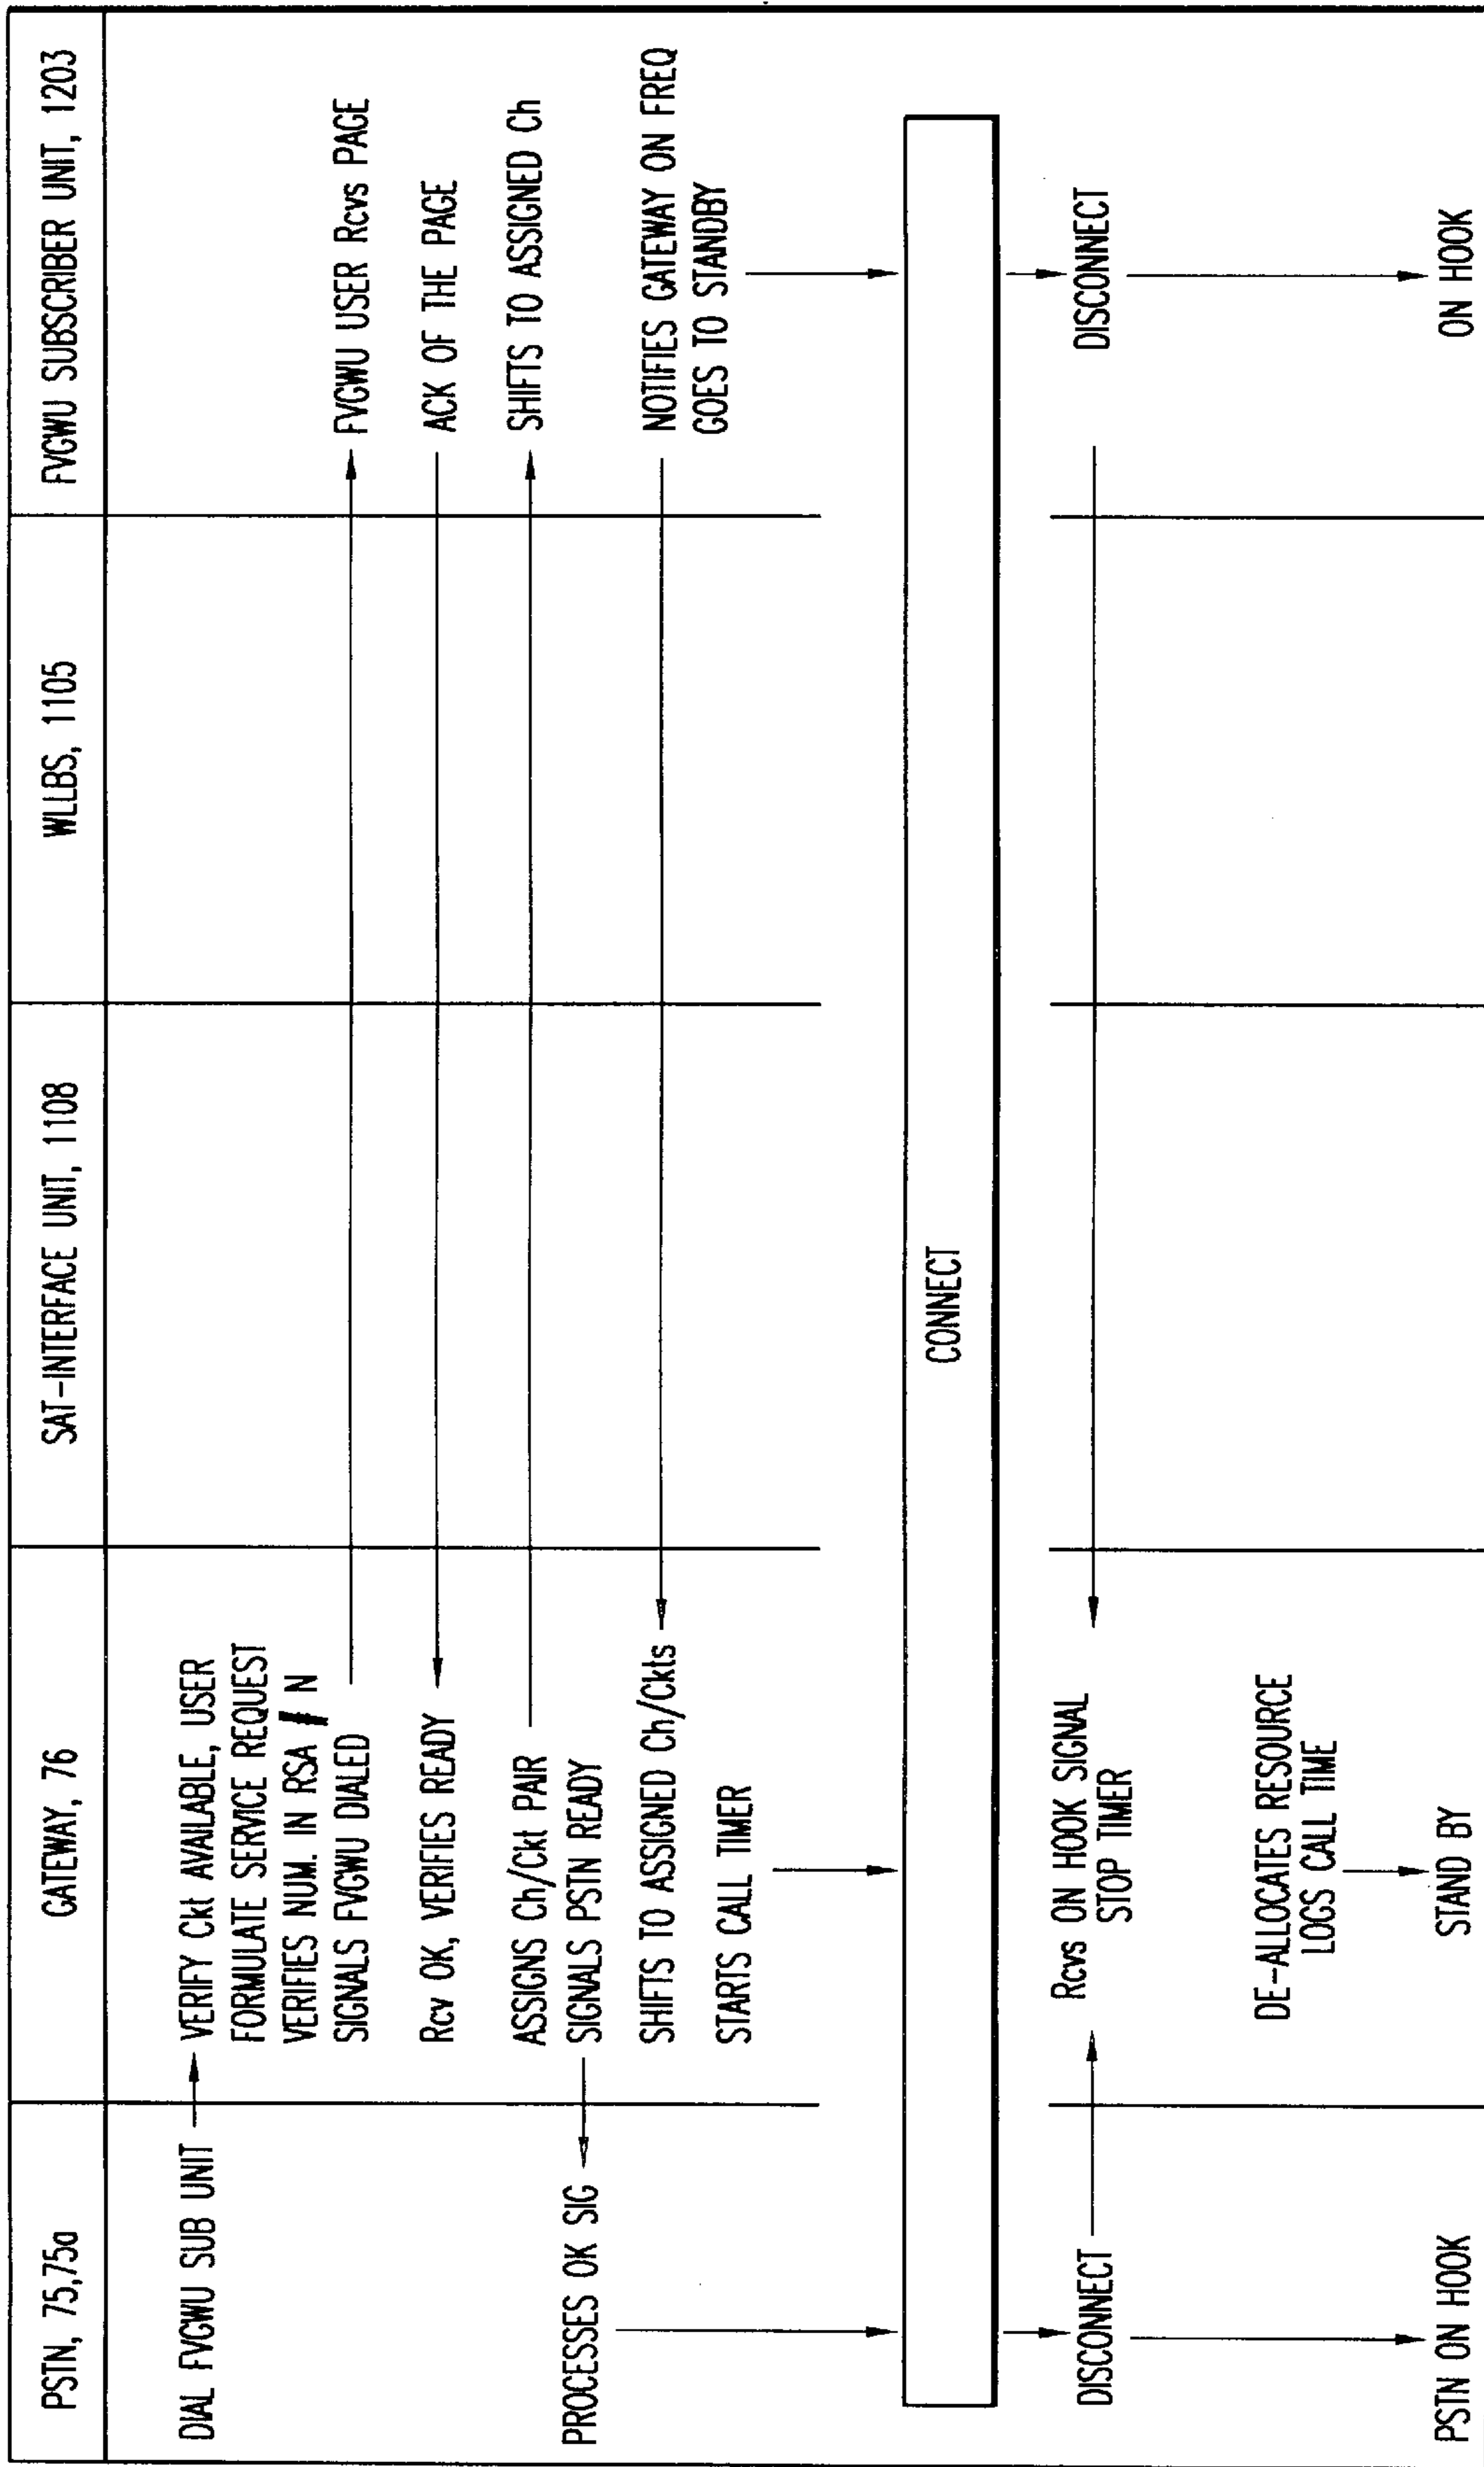 PSTN, 75,75a
GATEWAY, 76
SAT-INTERFACE UNIT, 1108
WLLBS, 1105
FVGWU SUBSCRIBER UNIT, 1203
DIAL FVGWU SUB UNIT
VERIFY Ckt AVAILABLE, USER
FORMULATE SERVICE REQUEST
VERIFIES NUM. IN RSA N
SIGNALS FVGWU DIALED
FVGWU USER Rcvs PAGE
Rcv OK, VERIFIES READY
ACK OF THE PAGE
ASSIGNS Ch/Ckt PAIR
SHIFTS TO ASSIGNED Ch
SIGNALS PSTN READY
PROCESSES OK SIG
SHIFTS TO ASSIGNED Ch/Ckts
NOTIFIES GATEWAY ON FREQ
GOES TO STANDBY
STARTS CALL TIMER
CONNECT
DISCONNECT
Rcvs ON HOOK SIGNAL
STOP TIMER
DISCONNECT
DE-ALLOCATES RESOURCE
LOGS CALL TIME
PSTN ON HOOK
STAND BY
ON HOOK